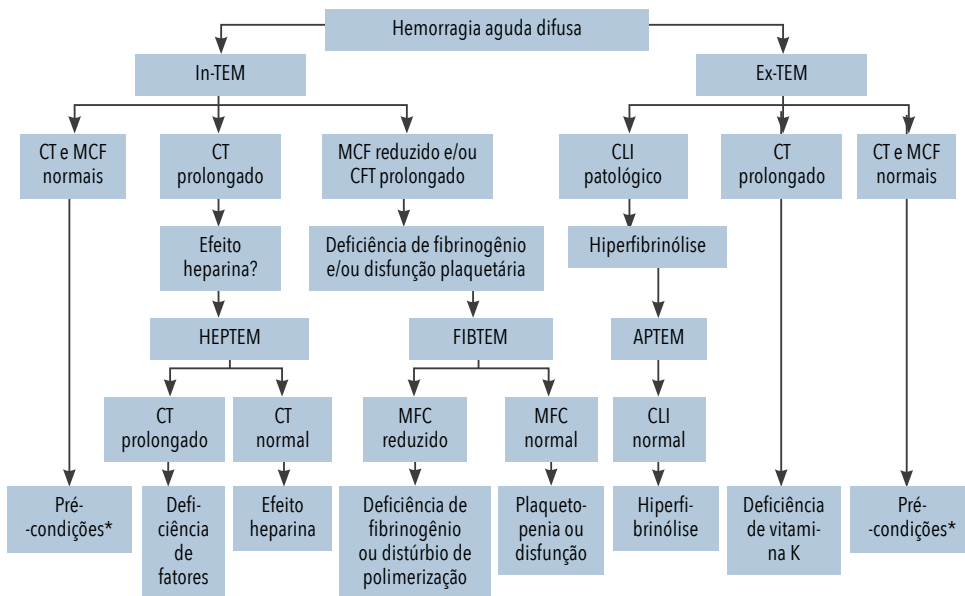 Hemorragia aguda difusa
In-TEM
Ex-TEM
CT e MCF
normais
CT
prolongado
MCF reduzido e/ou
CFT prolongado
CLI
patológico
CT
prolongado
CT e MCF
normais
Efeito
heparina?
Deficiência de fibrinogênio
e/ou disfunção plaquetária
Hiperfibrinólise
HEPTEM
FIBTEM
APTEM
CT
prolongado
CT
normal
MFC
reduzido
MFC
normal
CLI
normal
Pré-
-condições*
Defi-
ciência
de
fatores
Efeito
heparina
Deficiência de
fibrinogênio
ou distúrbio de
polimerização
Plaqueto-
penia ou
disfunção
Hiperfi-
brinólise
Deficiência
de vitami-
na K
Pré-
-condições*